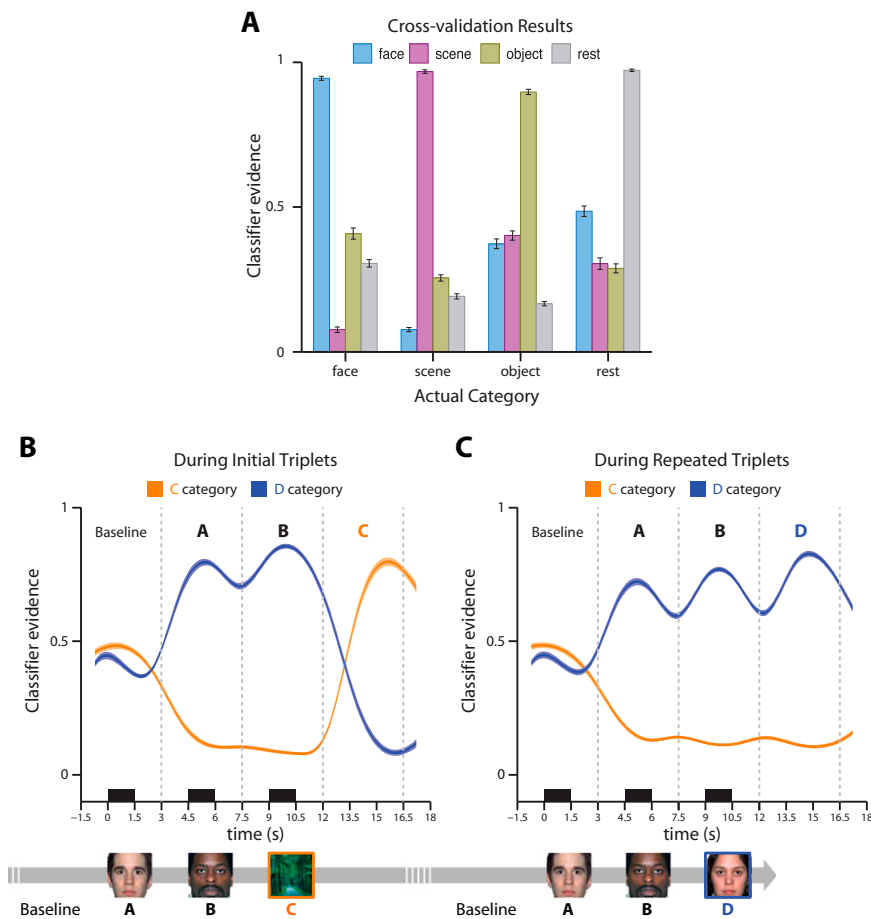 A
Cross-validation Results
face scene object rest
1
0.5
0
Classifier evidence
face scene object rest
Actual Category
B
During Initial Triplets
C category D category
1
0.5
0
Classifier evidence
Baseline A B C
−1.5 0 1.5 3 4.5 6 7.5 9 10.5 12 13.5 15 16.5 18
time (s)
C
During Repeated Triplets
C category D category
1
0.5
0
Classifier evidence
Baseline A B D
−1.5 0 1.5 3 4.5 6 7.5 9 10.5 12 13.5 15 16.5 18
time (s)
Baseline A B C
Baseline A B D